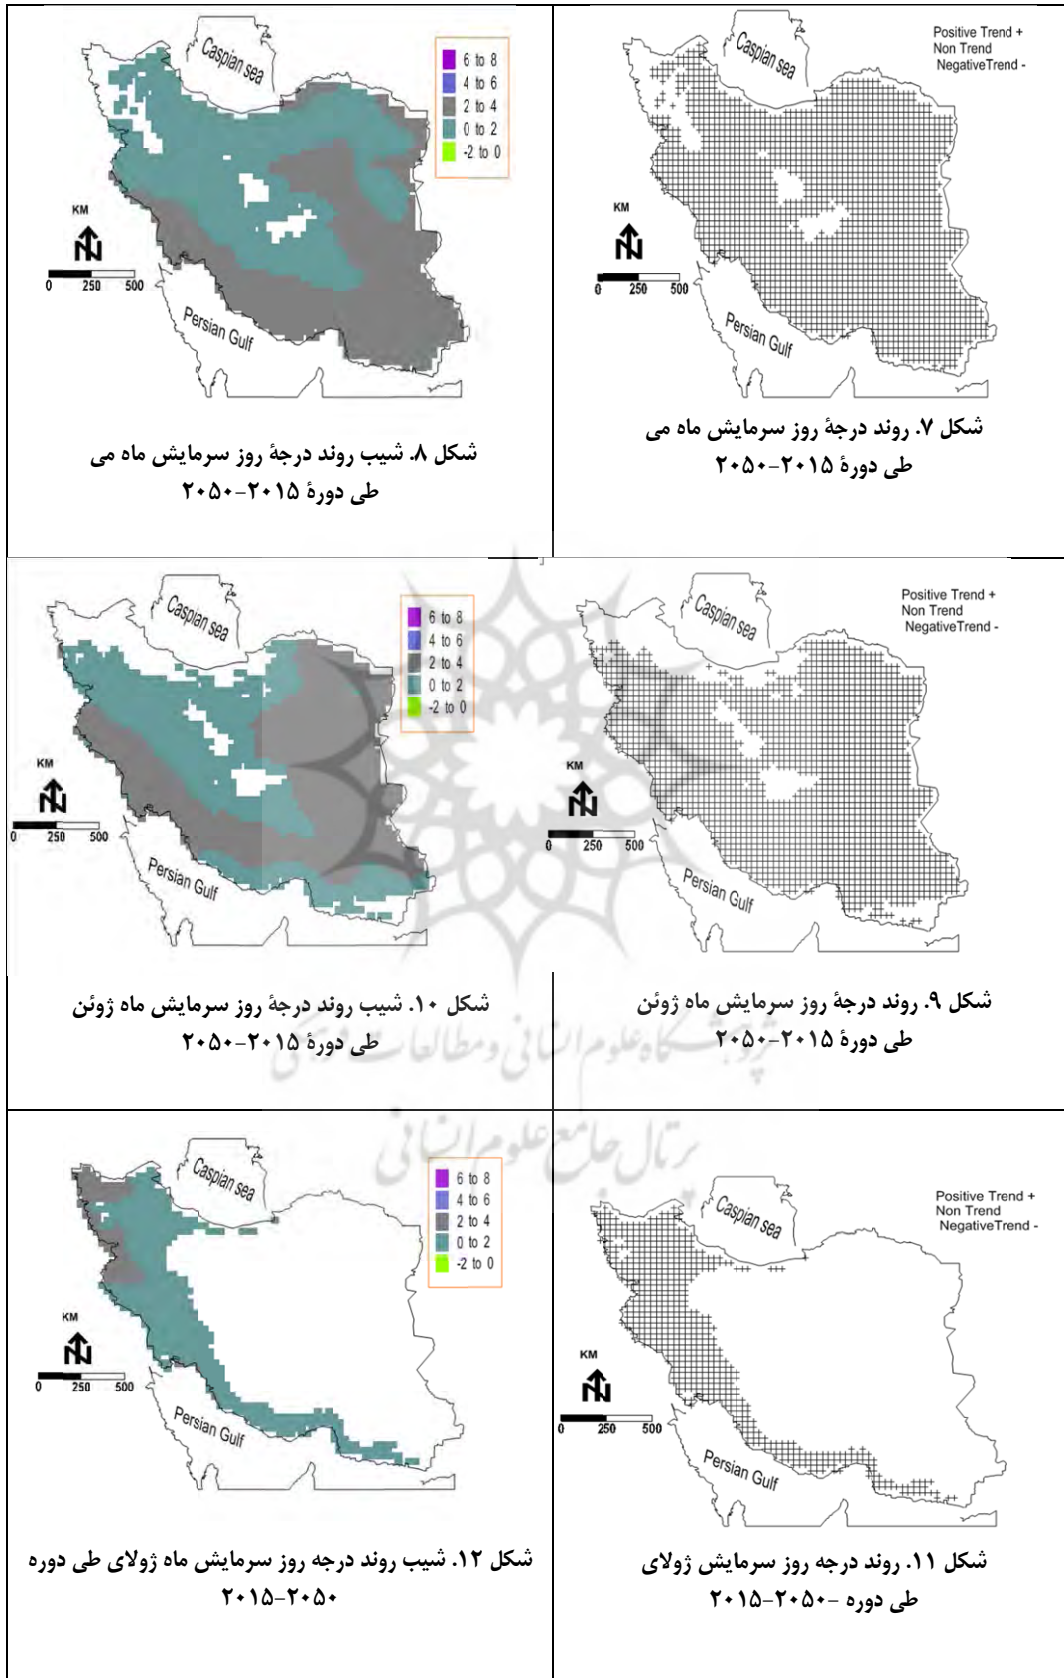 Positive Trend +
Non Trend
NegativeTrend -
Caspian sea
KM
N
0 250 500
Persian Gulf
شکل ۷. روند درجهٔ روز سرمایش ماه می
طی دورهٔ ۲۰۱۵-۲۰۵۰
Caspian sea
6 to 8
4 to 6
2 to 4
0 to 2
-2 to 0
KM
N
0 250 500
Persian Gulf
شکل ۸. شیب روند درجهٔ روز سرمایش ماه می
طی دورهٔ ۲۰۱۵-۲۰۵۰
Positive Trend +
Non Trend
NegativeTrend -
Caspian sea
KM
N
0 250 500
Persian Gulf
شکل ۹. روند درجهٔ روز سرمایش ماه ژوئن
طی دورهٔ ۲۰۱۵-۲۰۵۰
Caspian sea
6 to 8
4 to 6
2 to 4
0 to 2
-2 to 0
KM
N
0 250 500
Persian Gulf
شکل ۱۰. شیب روند درجهٔ روز سرمایش ماه ژوئن
طی دورهٔ ۲۰۱۵-۲۰۵۰
پژوهشگاه علوم انسانی و مطالعات فرهنگی
پرتال جامع علوم انسانی
Positive Trend +
Non Trend
NegativeTrend -
Caspian sea
KM
N
0 250 500
Persian Gulf
شکل ۱۱. روند درجه روز سرمایش ژولای
طی دوره -۲۰۵۰-۲۰۱۵
Caspian sea
6 to 8
4 to 6
2 to 4
0 to 2
-2 to 0
KM
N
0 250 500
Persian Gulf
شکل ۱۲. شیب روند درجه روز سرمایش ماه ژولای طی دوره
۲۰۱۵-۲۰۵۰